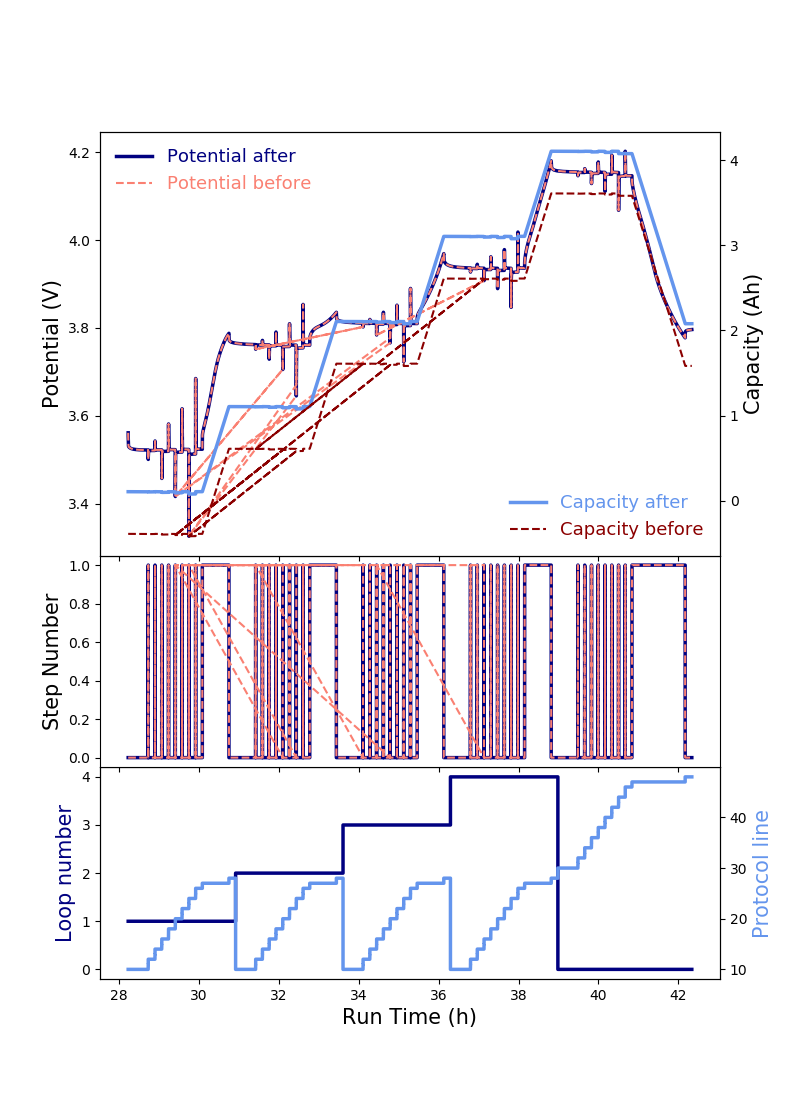 Potential after
Potential before
4.2
4.0
3.8
3.6
3.4
Potential (V)
4
3
2
1
0
Capacity (Ah)
Capacity after
Capacity before
1.0
0.8
0.6
0.4
0.2
0.0
Step Number
4
3
2
1
0
Loop number
40
30
20
10
Protocol line
28 30 32 34 36 38 40 42
Run Time (h)